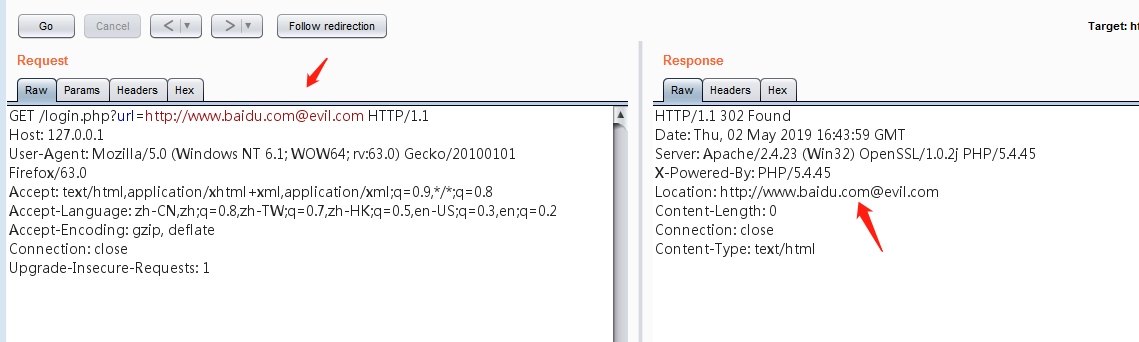 Go Cancel < > Follow redirection Target: ht
Request
Raw Params Headers Hex
GET /login.php?url=http://www.baidu.com@evil.com HTTP/1.1
Host: 127.0.0.1
User-Agent: Mozilla/5.0 (Windows NT 6.1; WOW64; rv:63.0) Gecko/20100101
Firefox/63.0
Accept: text/html,application/xhtml+xml,application/xml;q=0.9,*/*;q=0.8
Accept-Language: zh-CN,zh;q=0.8,zh-TW;q=0.7,zh-HK;q=0.5,en-US;q=0.3,en;q=0.2
Accept-Encoding: gzip, deflate
Connection: close
Upgrade-Insecure-Requests: 1
Response
Raw Headers Hex
HTTP/1.1 302 Found
Date: Thu, 02 May 2019 16:43:59 GMT
Server: Apache/2.4.23 (Win32) OpenSSL/1.0.2j PHP/5.4.45
X-Powered-By: PHP/5.4.45
Location: http://www.baidu.com@evil.com
Content-Length: 0
Connection: close
Content-Type: text/html